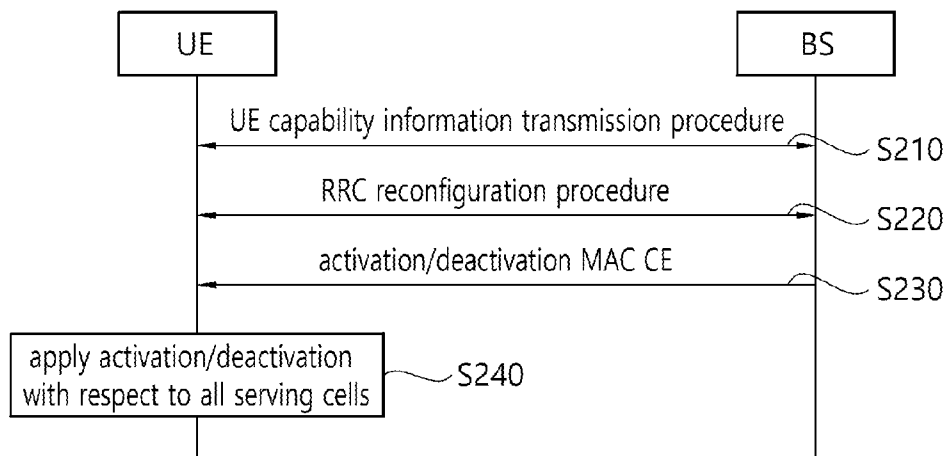 UE
BS
UE capability information transmission procedure
S210
RRC reconfiguration procedure
S220
activation/deactivation MAC CE
S230
apply activation/deactivation
with respect to all serving cells
S240